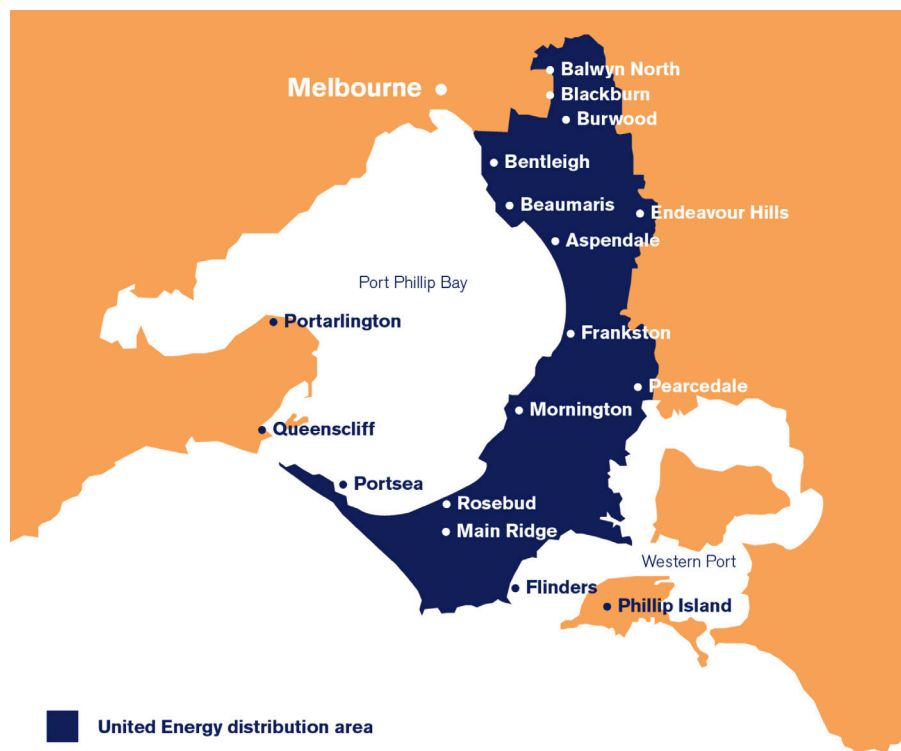 Balwyn North
Melbourne
Blackburn
Burwood
Bentleigh
Beaumaris
Endeavour Hills
Aspendale
Port Phillip Bay
Portarlington
Frankston
Pearcedale
Mornington
Queenscliff
Portsea
Rosebud
Main Ridge
Western Port
Flinders
Phillip Island
United Energy distribution area